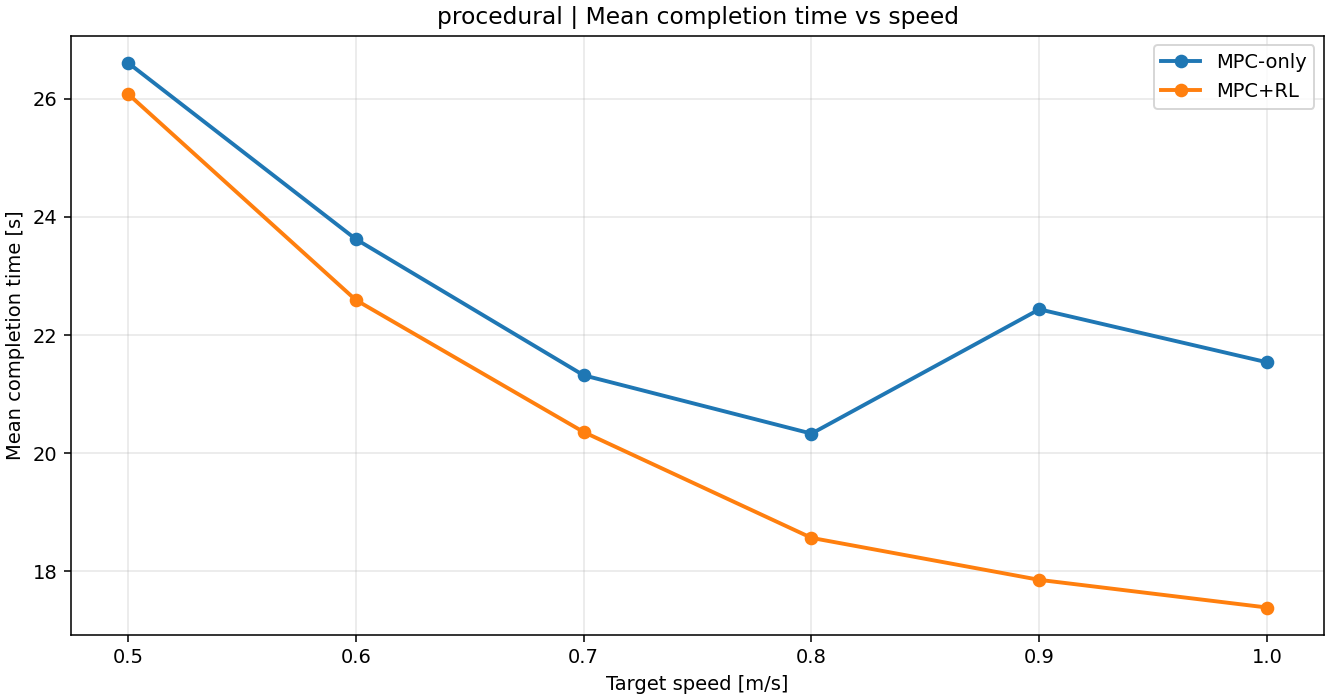 procedural | Mean completion time vs speed
MPC-only
MPC+RL
Mean completion time [s]
26
24
22
20
18
0.5 0.6 0.7 0.8 0.9 1.0
Target speed [m/s]